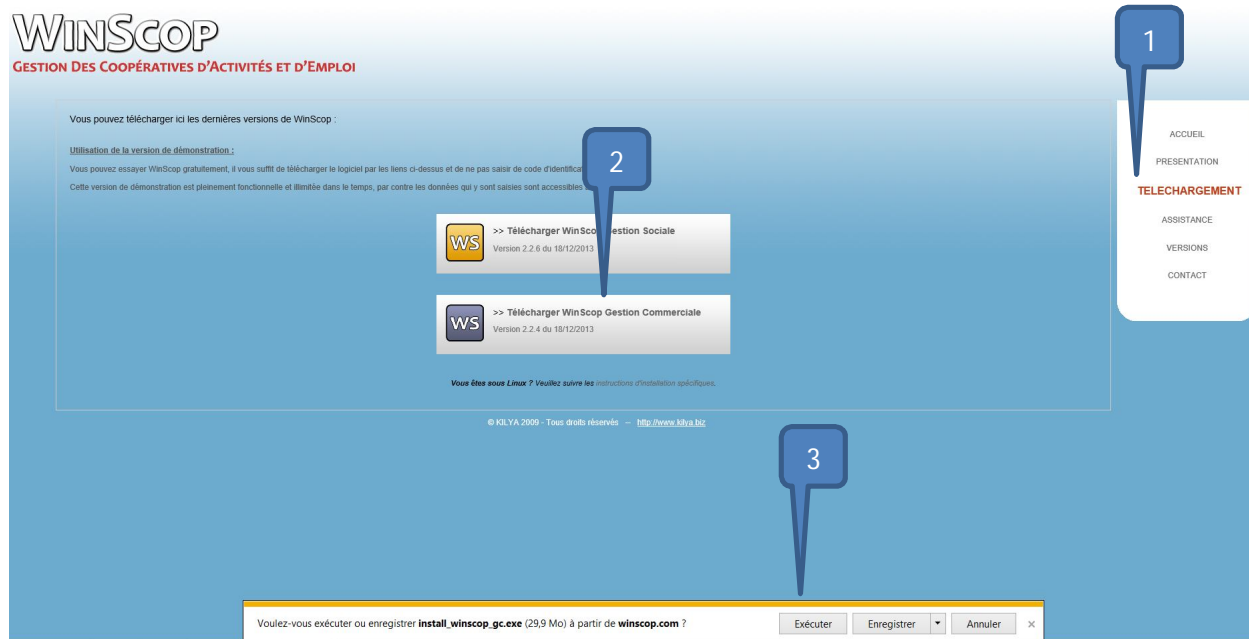 WINSCOP
GESTION DES COOPÉRATIVES D'ACTIVITÉS ET D'EMPLOI
1
Vous pouvez télécharger ici les dernières versions de WinScop :
Utilisation de la version de démonstration :
Vous pouvez essayer WinScop gratuitement, il vous suffit de télécharger le logiciel par les liens ci-dessus et de ne pas saisir de code d'identificat
Cette version de démonstration est pleinement fonctionnelle et illimitée dans le temps, par contre les données qui y sont saisies sont accessibles
2
WS
>> Télécharger WinScop Gestion Sociale
Version 2.2.6 du 18/12/2013
WS
>> Télécharger WinScop Gestion Commerciale
Version 2.2.4 du 18/12/2013
Vous êtes sous Linux ? Veuillez suivre les instructions d'installation spécifiques.
ACCUEIL
PRESENTATION
TELECHARGEMENT
ASSISTANCE
VERSIONS
CONTACT
© KILYA 2009 - Tous droits réservés -- http://www.kilya.biz
3
Voulez-vous exécuter ou enregistrer install_winscop_gc.exe (29,9 Mo) à partir de winscop.com ?
Exécuter
Enregistrer
Annuler
×